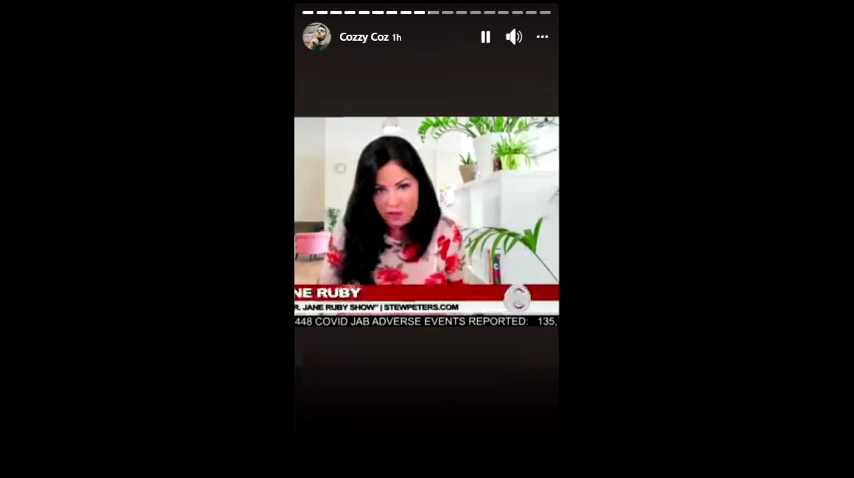 Cozzy Coz 1h
NE RUBY
R. JANE RUBY SHOW" | STEWPETERS.COM
448 COVID JAB ADVERSE EVENTS REPORTED: 135,